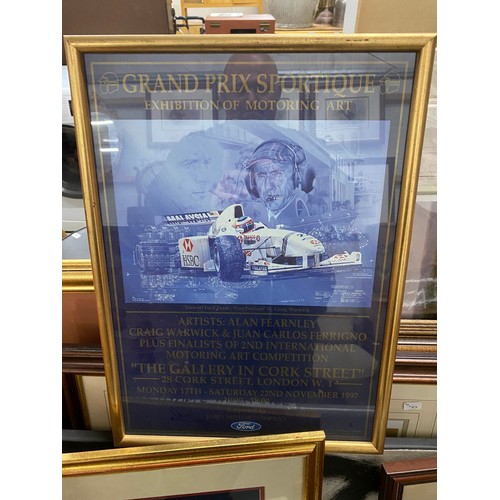 GRAND PRIX SPORTIQUE
EXHIBITION OF MOTORING ART
MALAYSIA
HSBC
ARTISTS: ALAN FEARNLEY
CRAIG WARWICK & JUAN CARLOS FERRIGNO
PLUS FINALISTS OF 2ND INTERNATIONAL
MOTORING ART COMPETITION
"THE GALLERY IN CORK STREET"
28 CORK STREET, LONDON W.1
MONDAY 17TH - SATURDAY 22ND NOVEMBER 1997
Ford